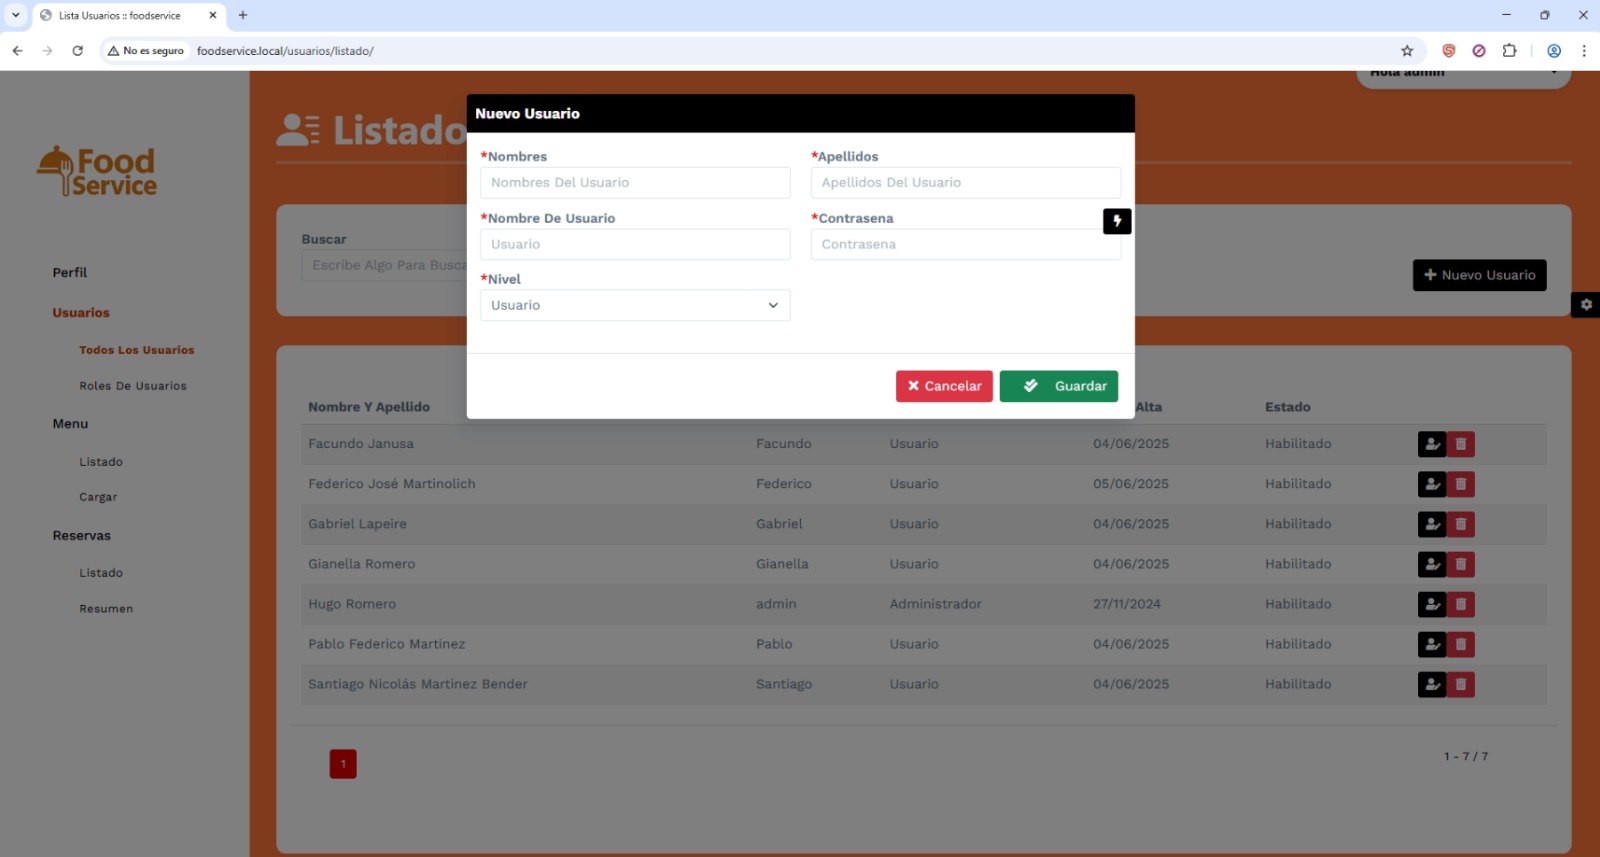 Lista Usuarios :: foodservice
No es seguro
foodservice.local/usuarios/listado/
Hola admin
Food
Service
Listado
Nuevo Usuario
*Nombres
Nombres Del Usuario
*Apellidos
Apellidos Del Usuario
*Nombre De Usuario
Usuario
*Contrasena
Contrasena
*Nivel
Usuario
Cancelar
Guardar
Buscar
Escribe Algo Para Busca
Nuevo Usuario
Perfil
Usuarios
Todos Los Usuarios
Roles De Usuarios
Menu
Listado
Cargar
Reservas
Listado
Resumen
Nombre Y Apellido Alta Estado
Facundo Janusa Facundo Usuario 04/06/2025 Habilitado
Federico José Martinolich Federico Usuario 05/06/2025 Habilitado
Gabriel Lapeire Gabriel Usuario 04/06/2025 Habilitado
Gianella Romero Gianella Usuario 04/06/2025 Habilitado
Hugo Romero admin Administrador 27/11/2024 Habilitado
Pablo Federico Martinez Pablo Usuario 04/06/2025 Habilitado
Santiago Nicolás Martinez Bender Santiago Usuario 04/06/2025 Habilitado
1
1 - 7 / 7